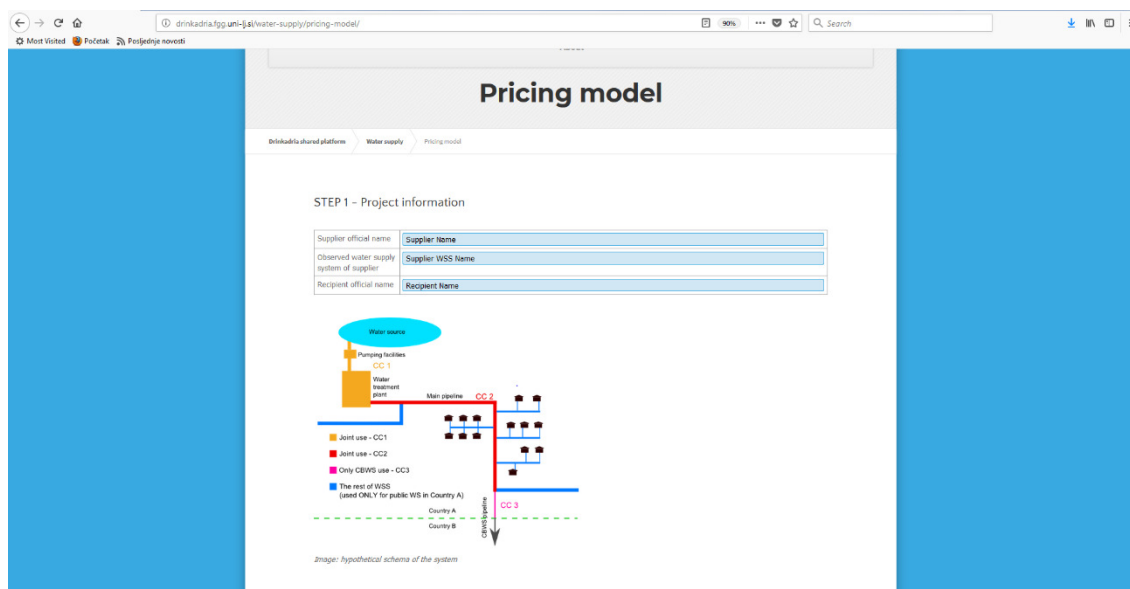 drinkadria.fgg.uni-lj.si/water-supply/pricing-model/
90%
Search
Most Visited
Početak
Posljednje novosti
Pricing model
Drinkadria shared platform
Water supply
Pricing model
STEP 1 - Project information
Supplier official name
Supplier Name
Observed water supply
system of supplier
Supplier WSS Name
Recipient official name
Recipient Name
Water source
Pumping facilities
CC 1
Water
treatment
plant
Main pipeline
CC 2
Joint use - CC1
Joint use - CC2
Only CBWS use - CC3
The rest of WSS
(used ONLY for public WS in Country A)
CC 3
CBWS pipeline
Country A
Country B
Image: hypothetical schema of the system